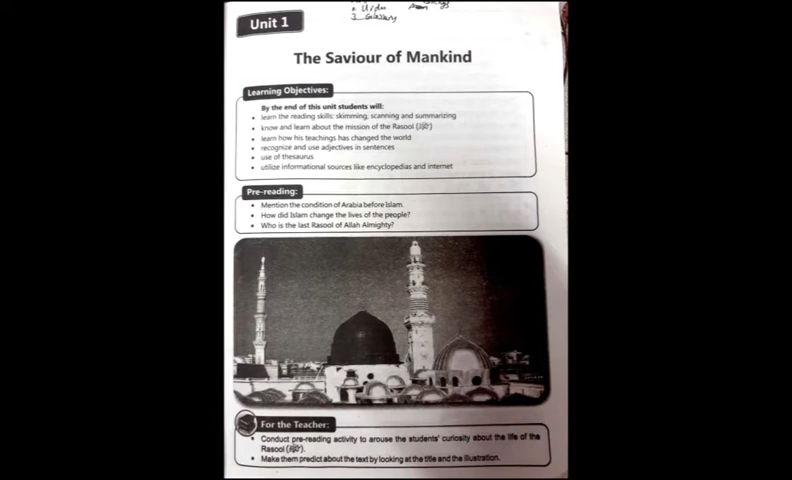 Urdu
3 Glossary
Unit 1
The Saviour of Mankind
Learning Objectives:
By the end of this unit students will:
• learn the reading skills: skimming, scanning and summarizing
• know and learn about the mission of the Rasool (ﷺ)
• learn how his teachings has changed the world
• recognize and use adjectives in sentences
• use of thesaurus
• utilize informational sources like encyclopedias and internet
Pre-reading:
• Mention the condition of Arabia before Islam.
• How did Islam change the lives of the people?
• Who is the last Rasool of Allah Almighty?
For the Teacher:
• Conduct pre-reading activity to arouse the students' curiosity about the life of the
Rasool (ﷺ).
• Make them predict about the text by looking at the title and the illustration.